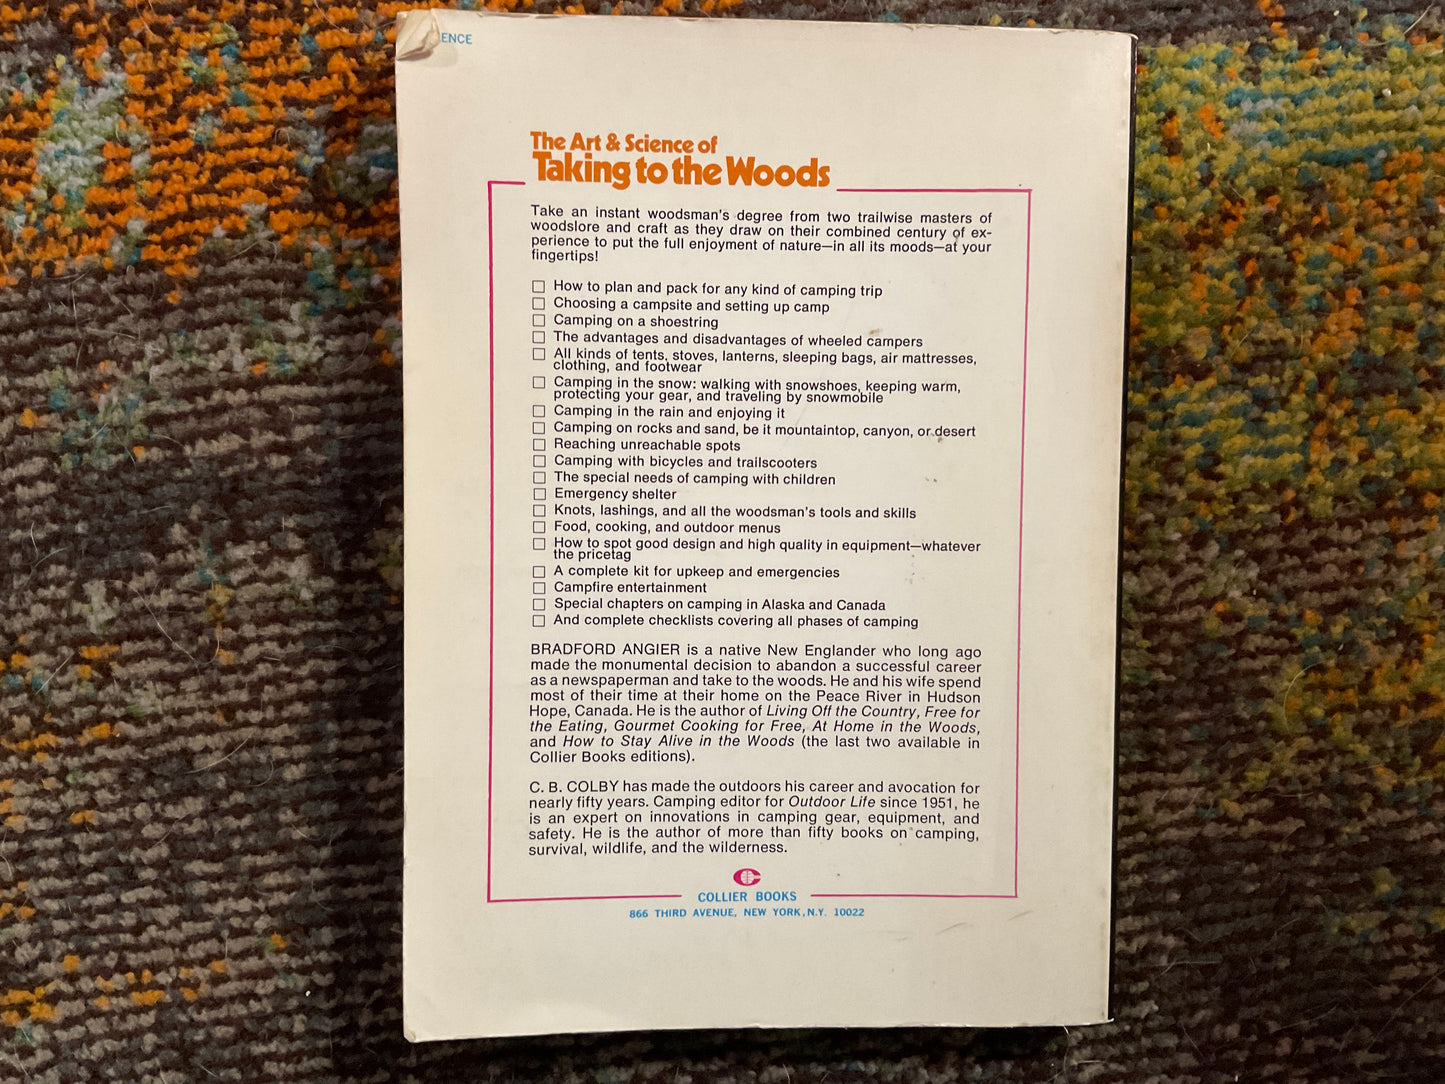 ENCE
The Art & Science of
Taking to the Woods
Take an instant woodsman's degree from two trailwise masters of
woodslore and craft as they draw on their combined century of ex-
perience to put the full enjoyment of nature—in all its moods—at your
fingertips!
☐ How to plan and pack for any kind of camping trip
☐ Choosing a campsite and setting up camp
☐ Camping on a shoestring
☐ The advantages and disadvantages of wheeled campers
☐ All kinds of tents, stoves, lanterns, sleeping bags, air mattresses,
clothing, and footwear
☐ Camping in the snow: walking with snowshoes, keeping warm,
protecting your gear, and traveling by snowmobile
☐ Camping in the rain and enjoying it
☐ Camping on rocks and sand, be it mountaintop, canyon, or desert
☐ Reaching unreachable spots
☐ Camping with bicycles and trailscooters
☐ The special needs of camping with children
☐ Emergency shelter
☐ Knots, lashings, and all the woodsman's tools and skills
☐ Food, cooking, and outdoor menus
☐ How to spot good design and high quality in equipment—whatever
the pricetag
☐ A complete kit for upkeep and emergencies
☐ Campfire entertainment
☐ Special chapters on camping in Alaska and Canada
☐ And complete checklists covering all phases of camping
BRADFORD ANGIER is a native New Englander who long ago
made the monumental decision to abandon a successful career
as a newspaperman and take to the woods. He and his wife spend
most of their time at their home on the Peace River in Hudson
Hope, Canada. He is the author of Living Off the Country, Free for
the Eating, Gourmet Cooking for Free, At Home in the Woods,
and How to Stay Alive in the Woods (the last two available in
Collier Books editions).
C. B. COLBY has made the outdoors his career and avocation for
nearly fifty years. Camping editor for Outdoor Life since 1951, he
is an expert on innovations in camping gear, equipment, and
safety. He is the author of more than fifty books on camping,
survival, wildlife, and the wilderness.
COLLIER BOOKS
866 THIRD AVENUE, NEW YORK, N.Y. 10022